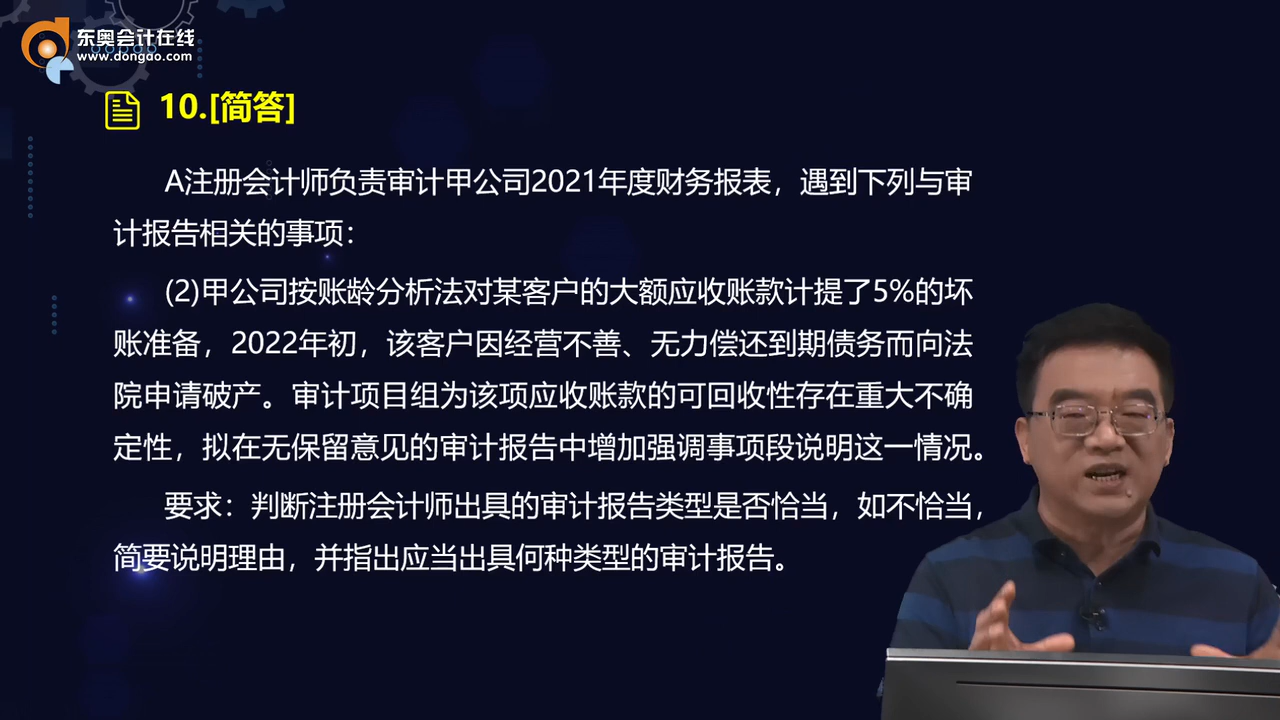 东奥会计在线
www.dongao.com
10.[简答]
A注册会计师负责审计甲公司2021年度财务报表，遇到下列与审
计报告相关的事项：
(2)甲公司按账龄分析法对某客户的大额应收账款计提了5%的坏
账准备，2022年初，该客户因经营不善、无力偿还到期债务而向法
院申请破产。审计项目组为该项应收账款的可回收性存在重大不确
定性，拟在无保留意见的审计报告中增加强调事项段说明这一情况。
要求：判断注册会计师出具的审计报告类型是否恰当，如不恰当，
简要说明理由，并指出应当出具何种类型的审计报告。